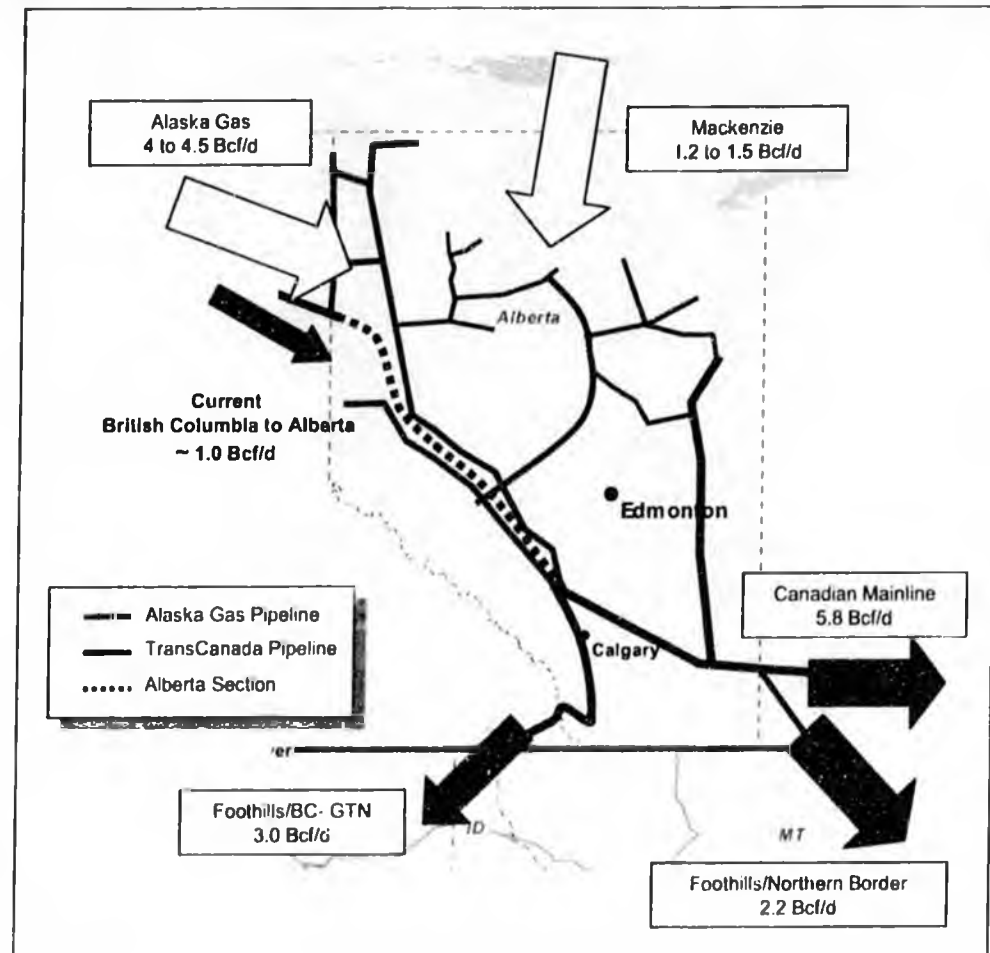 Alaska Gas
4 to 4.5 Bcf/d
Mackenzie
1.2 to 1.5 Bcf/d
Alberta
Current
British Columbia to Alberta
~ 1.0 Bcf/d
Edmonton
Alaska Gas Pipeline
TransCanada Pipeline
Alberta Section
Canadian Mainline
5.8 Bcf/d
Calgary
Foothills/BC- GTN
3.0 Bcf/d
ID
MT
Foothills/Northern Border
2.2 Bcf/d